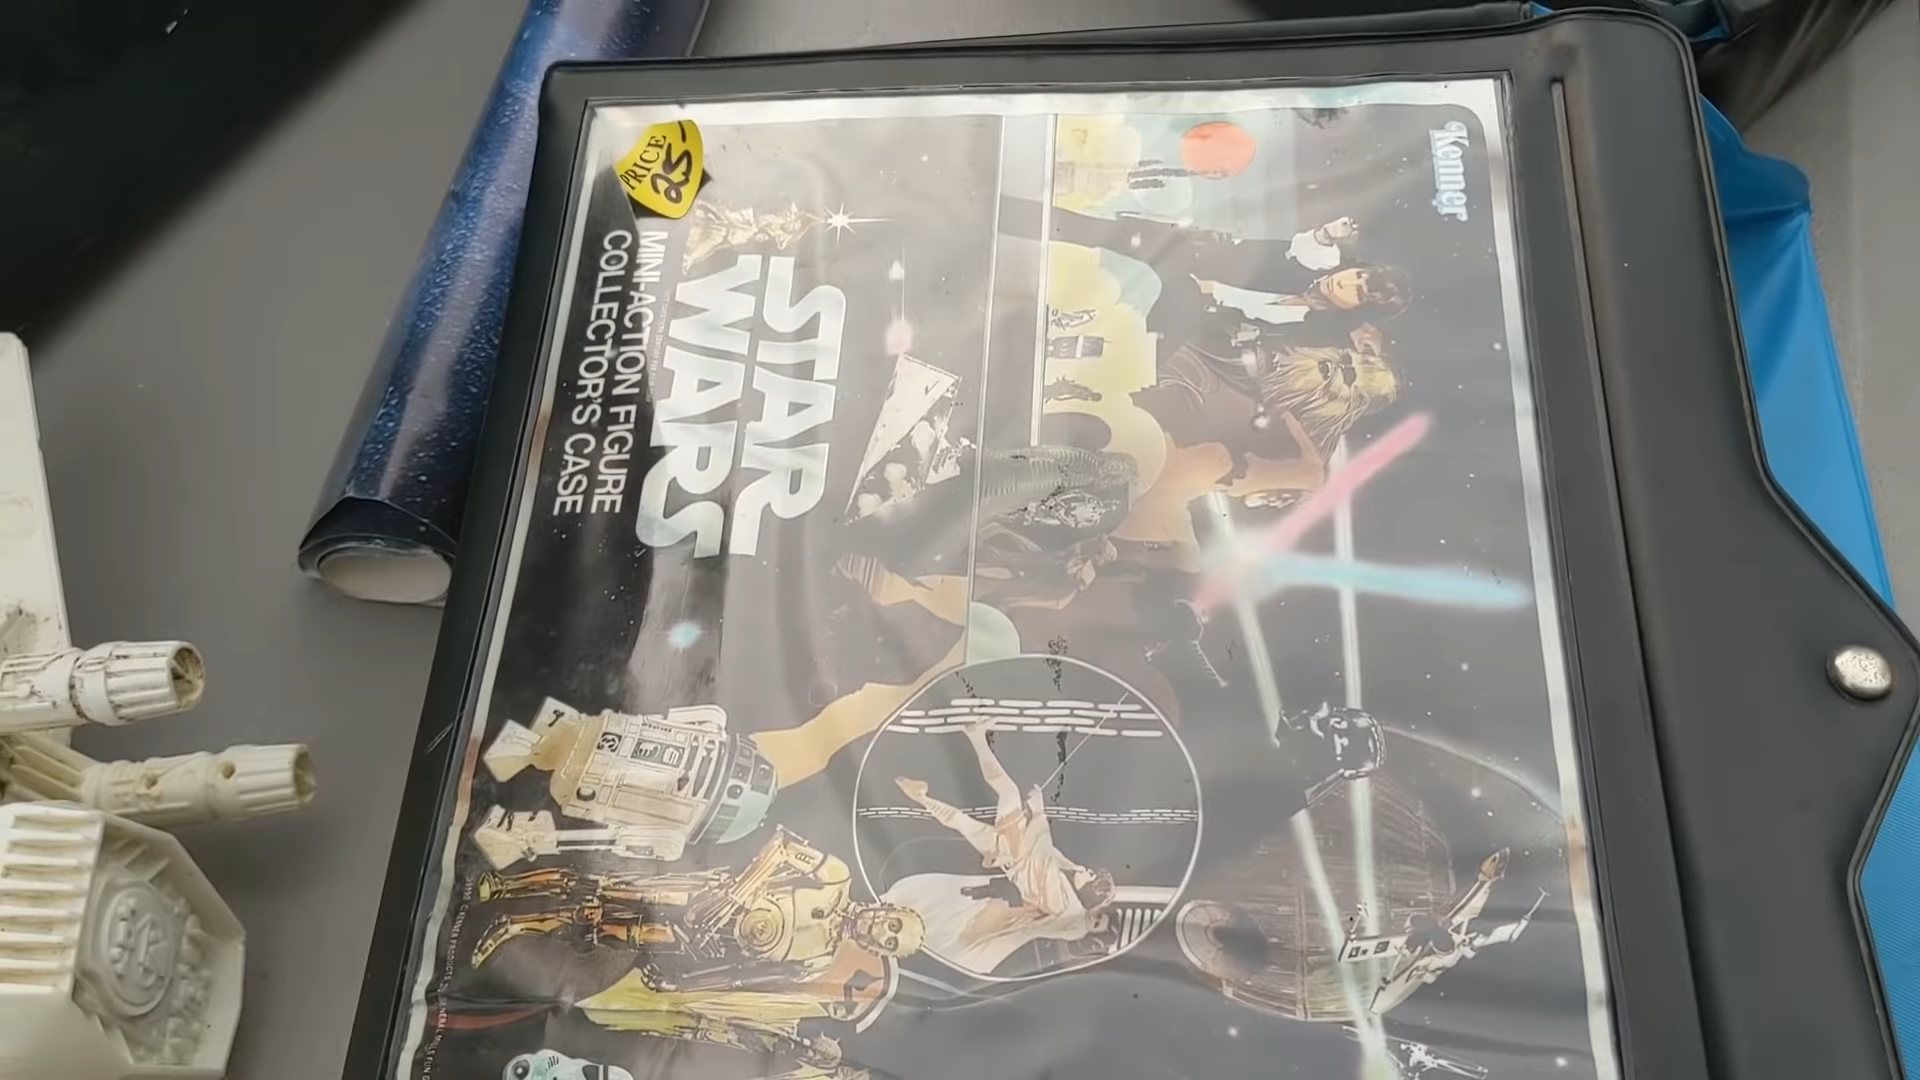 Kenner
PRICE
25-
STAR
WARS
MINI-ACTION FIGURE
COLLECTOR'S CASE